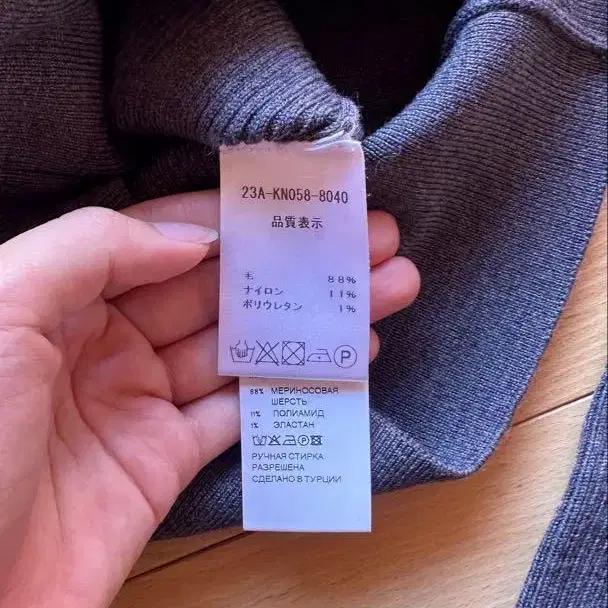 23A-KN058-8040
品質表示
毛 88%
ナイロン 11%
ポリウレタン 1%
88% МЕРИНОСОВАЯ
ШЕРСТЬ
11% ПОЛИАМИД
1% ЭЛАСТАН
РУЧНАЯ СТИРКА
РАЗРЕШЕНА
СДЕЛАНО В ТУРЦИИ